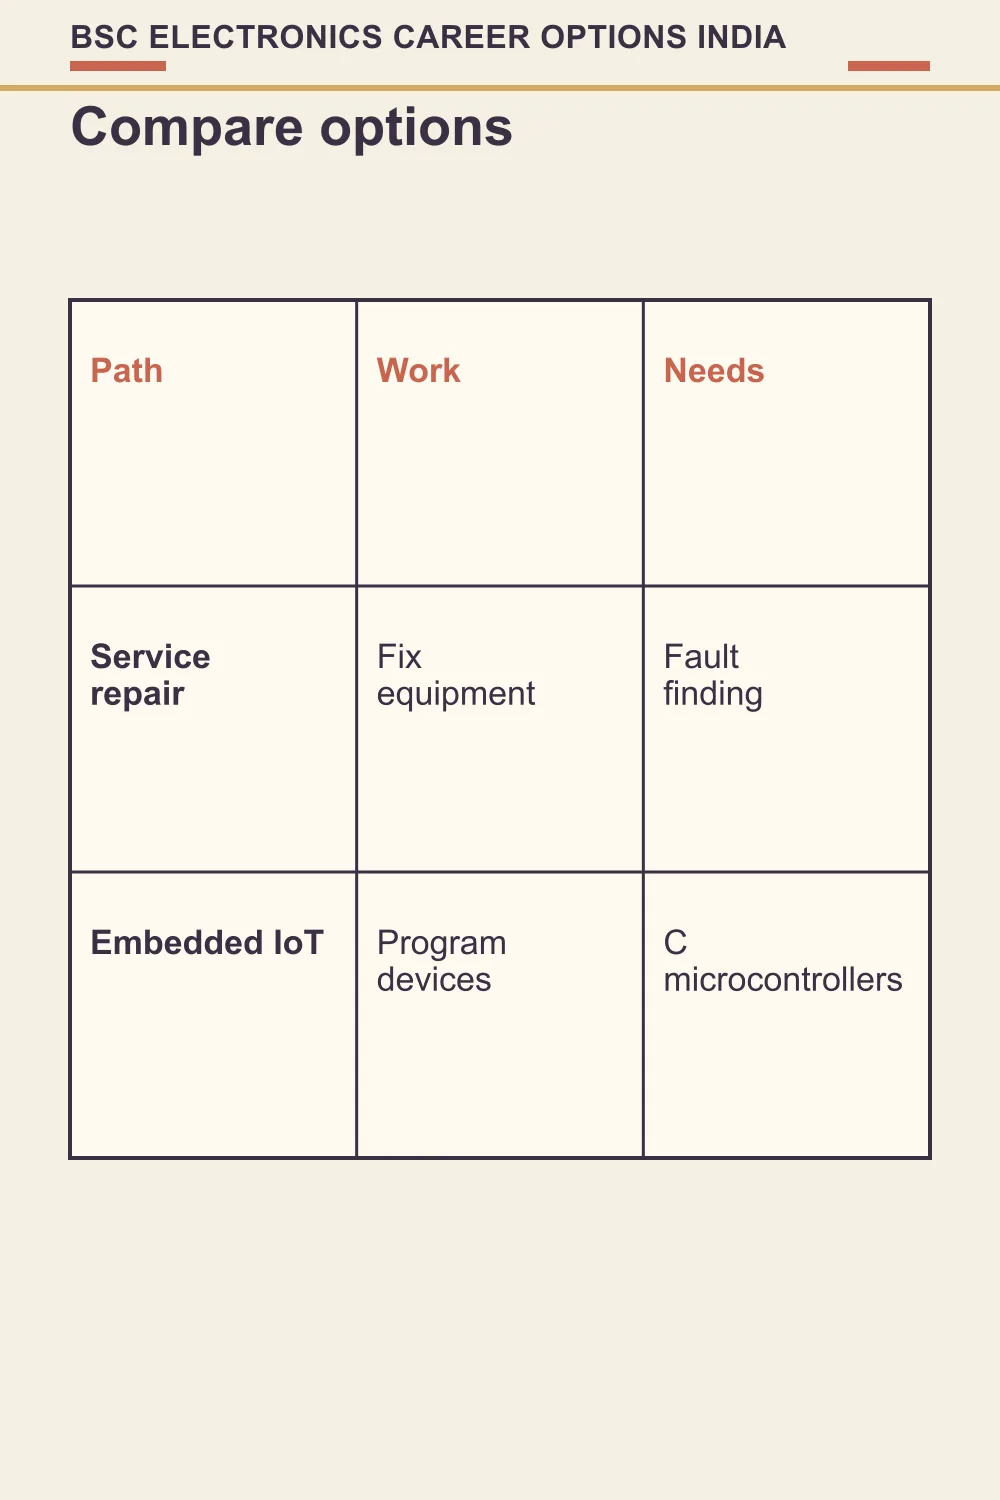 BSC ELECTRONICS CAREER OPTIONS INDIA
Compare options
Path
Work
Needs
Service
repair
Fix
equipment
Fault
finding
Embedded IoT
Program
devices
C
microcontrollers